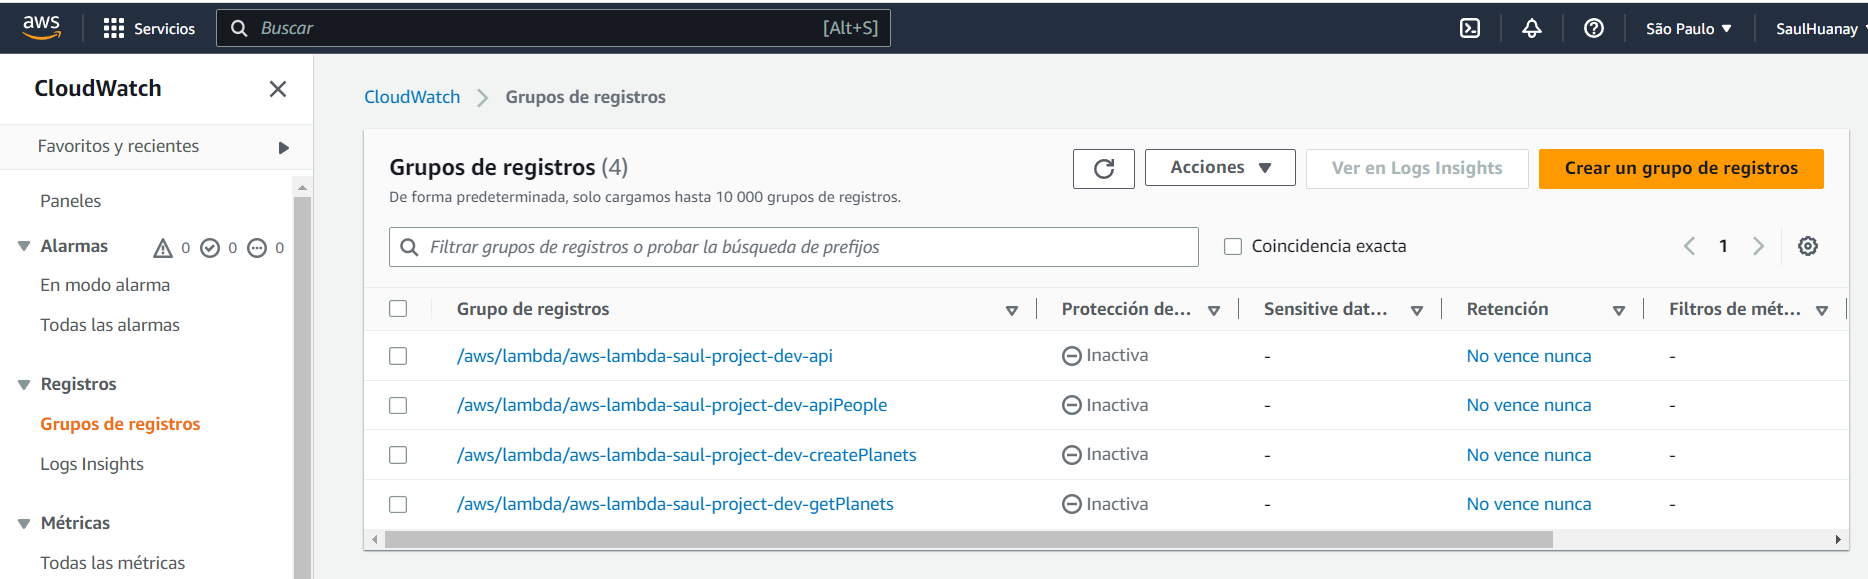 aws Servicios Buscar [Alt+S] São Paulo SaulHuanay
CloudWatch
Favoritos y recientes
Paneles
Alarmas 0 0 0
En modo alarma
Todas las alarmas
Registros
Grupos de registros
Logs Insights
Métricas
Todas las métricas
CloudWatch > Grupos de registros
Grupos de registros (4)
De forma predeterminada, solo cargamos hasta 10 000 grupos de registros.
Acciones Ver en Logs Insights Crear un grupo de registros
Filtrar grupos de registros o probar la búsqueda de prefijos Coincidencia exacta 1
Grupo de registros Protección de... Sensitive dat... Retención Filtros de mét...
/aws/lambda/aws-lambda-saul-project-dev-api Inactiva - No vence nunca -
/aws/lambda/aws-lambda-saul-project-dev-apiPeople Inactiva - No vence nunca -
/aws/lambda/aws-lambda-saul-project-dev-createPlanets Inactiva - No vence nunca -
/aws/lambda/aws-lambda-saul-project-dev-getPlanets Inactiva - No vence nunca -